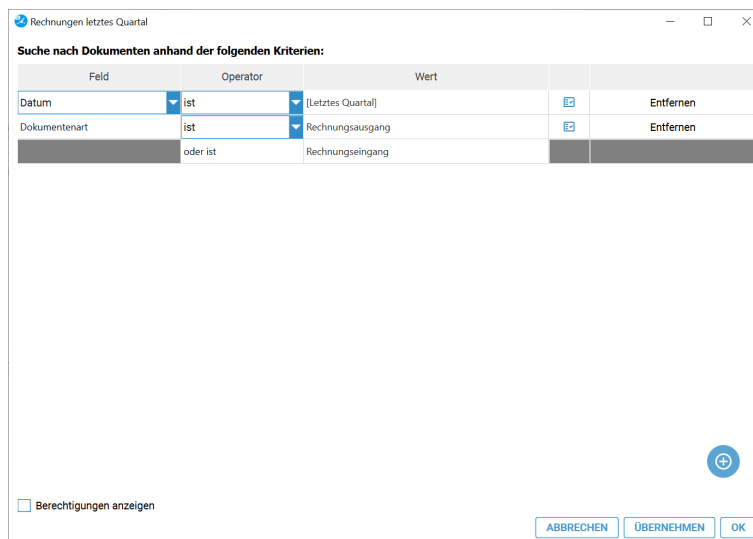 Rechnungen letztes Quartal
Suche nach Dokumenten anhand der folgenden Kriterien:
Feld Operator Wert
Datum ist [Letztes Quartal] Entfernen
Dokumentenart ist Rechnungsausgang Entfernen
oder ist Rechnungseingang
Berechtigungen anzeigen
ABBRECHEN ÜBERNEHMEN OK